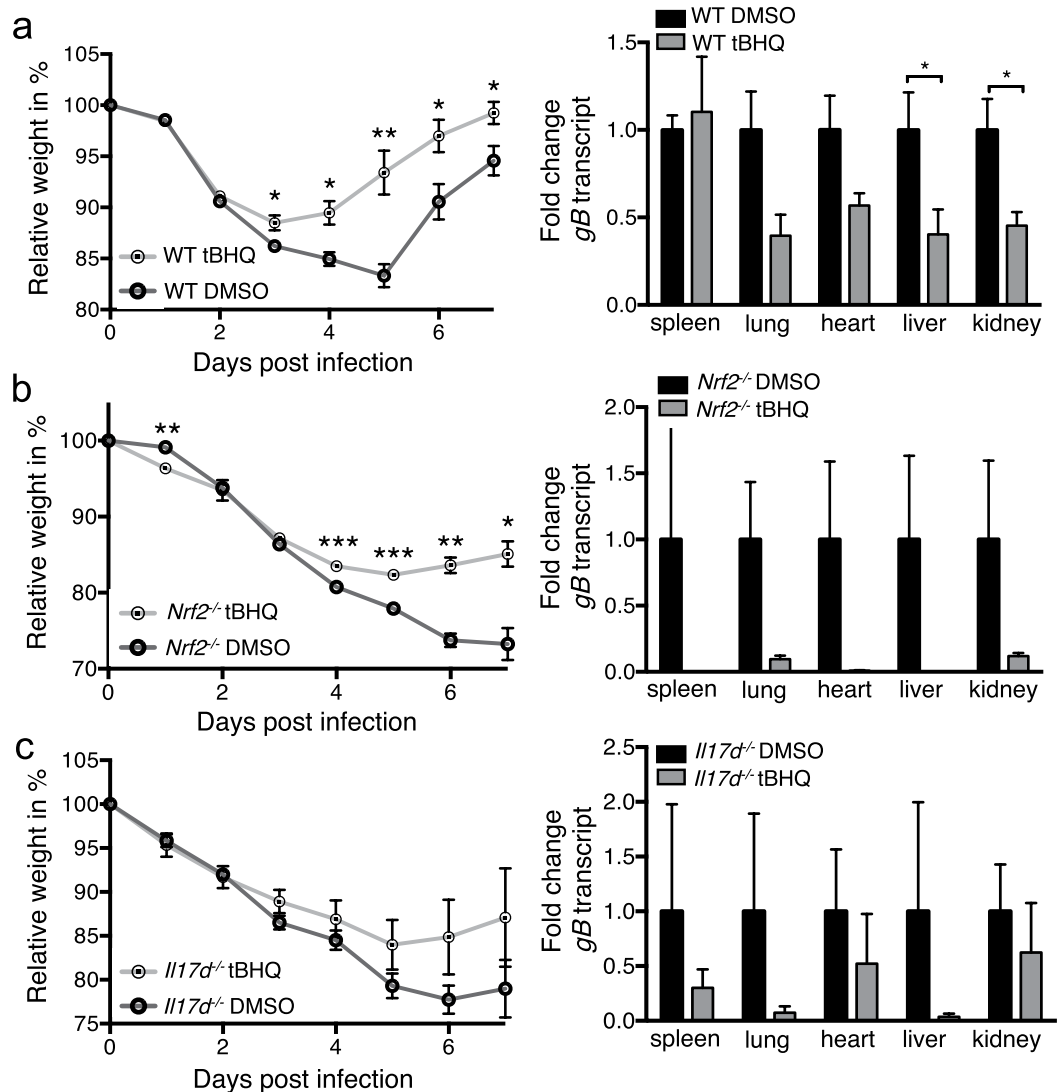 a
105
100
95
90
85
80
Relative weight in %
* * ** * *
WT tBHQ
WT DMSO
0 2 4 6
Days post infection
WT DMSO
WT tBHQ
1.5
1.0
0.5
0.0
Fold change
gB transcript
* *
spleen lung heart liver kidney
b
100
90
80
70
Relative weight in %
** *** *** ** *
Nrf2-/- tBHQ
Nrf2-/- DMSO
0 2 4 6
Days post infection
Nrf2-/- DMSO
Nrf2-/- tBHQ
2.0
1.5
1.0
0.5
0.0
Fold change
gB transcript
spleen lung heart liver kidney
c
105
100
95
90
85
80
75
Relative weight in %
Il17d-/- tBHQ
Il17d-/- DMSO
0 2 4 6
Days post infection
Il17d-/- DMSO
Il17d-/- tBHQ
2.5
2.0
1.5
1.0
0.5
0.0
Fold change
gB transcript
spleen lung heart liver kidney